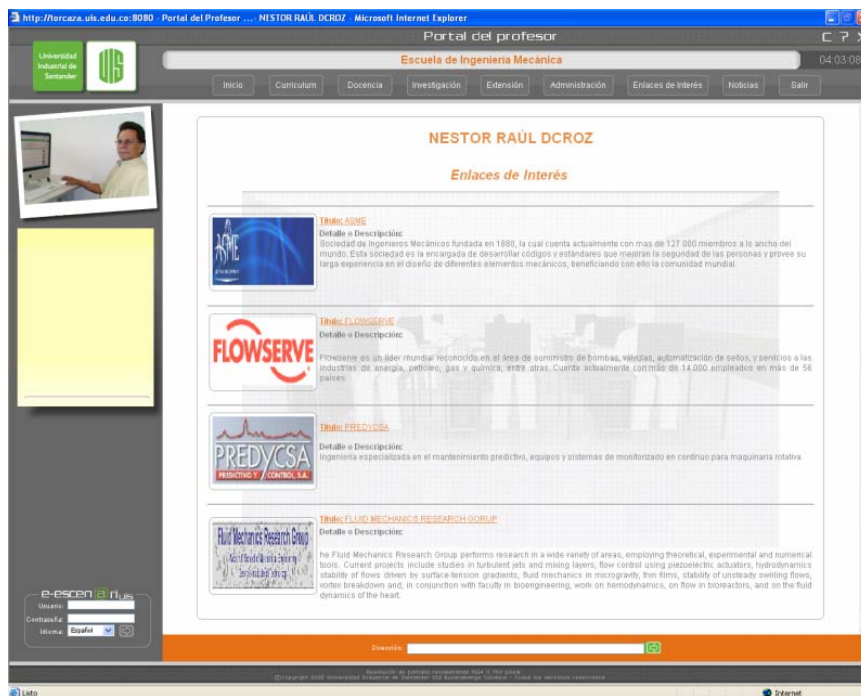 http://torcaza.uis.edu.co:8080 - Portal del Profesor ...- NESTOR RAÚL DCROZ - Microsoft Internet Explorer
Portal del profesor
Universidad
Industrial de
Santander
Escuela de Ingeniería Mecánica
04:03:08
Inicio Curriculum Docencia Investigación Extensión Administración Enlaces de Interés Noticias Salir
NESTOR RAÚL DCROZ
Enlaces de Interés
ASME
Titulo: ASME
Detalle o Descripción:
Sociedad de Ingenieros Mecánicos fundada en 1880, la cual cuenta actualmente con mas de 127 000 miembros a lo ancho del
mundo. Esta sociedad es la encargada de desarrollar códigos y estándares que mejoran la seguridad de las personas y provee su
larga experiencia en el diseño de diferentes elementos mecánicos, beneficiando con ello la comunidad mundial.
FLOWSERVE
Titulo: FLOWSERVE
Detalle o Descripción:
Flowserve es un líder mundial reconocido en el área de suministro de bombas, válvulas, automatización de sellos, y servicios a las
industrias de energía, petróleo, gas y química, entre otras. Cuenta actualmente con más de 14.000 empleados en más de 56
países
PREDYCSA
PREDICTIVO Y CONTROL, S.A.
Titulo: PREDYCSA
Detalle o Descripción:
Ingeniería especializada en el mantenimiento predictivo, equipos y sistemas de monitorizado en continuo para maquinaria rotativa
Fluid Mechanics Research Group
Titulo: FLUID MECHANICS RESEARCH GORUP
Detalle o Descripción:
he Fluid Mechanics Research Group performs research in a wide variety of areas, employing theoretical, experimental and numerical
tools. Current projects include studies in turbulent jets and mixing layers, flow control using piezoelectric actuators, hydrodynamics
stability of flows driven by surface-tension gradients, fluid mechanics in microgravity, thin films, stability of unsteady swirling flows,
vortex breakdown and, in conjunction with faculty in bioengineering, work on hemodynamics, on flow in bioreactors, and on the fluid
dynamics of the heart.
e-escen@riUIS
Usuario:
Contraseña:
Idioma: Español
Dirección:
Listo
Internet